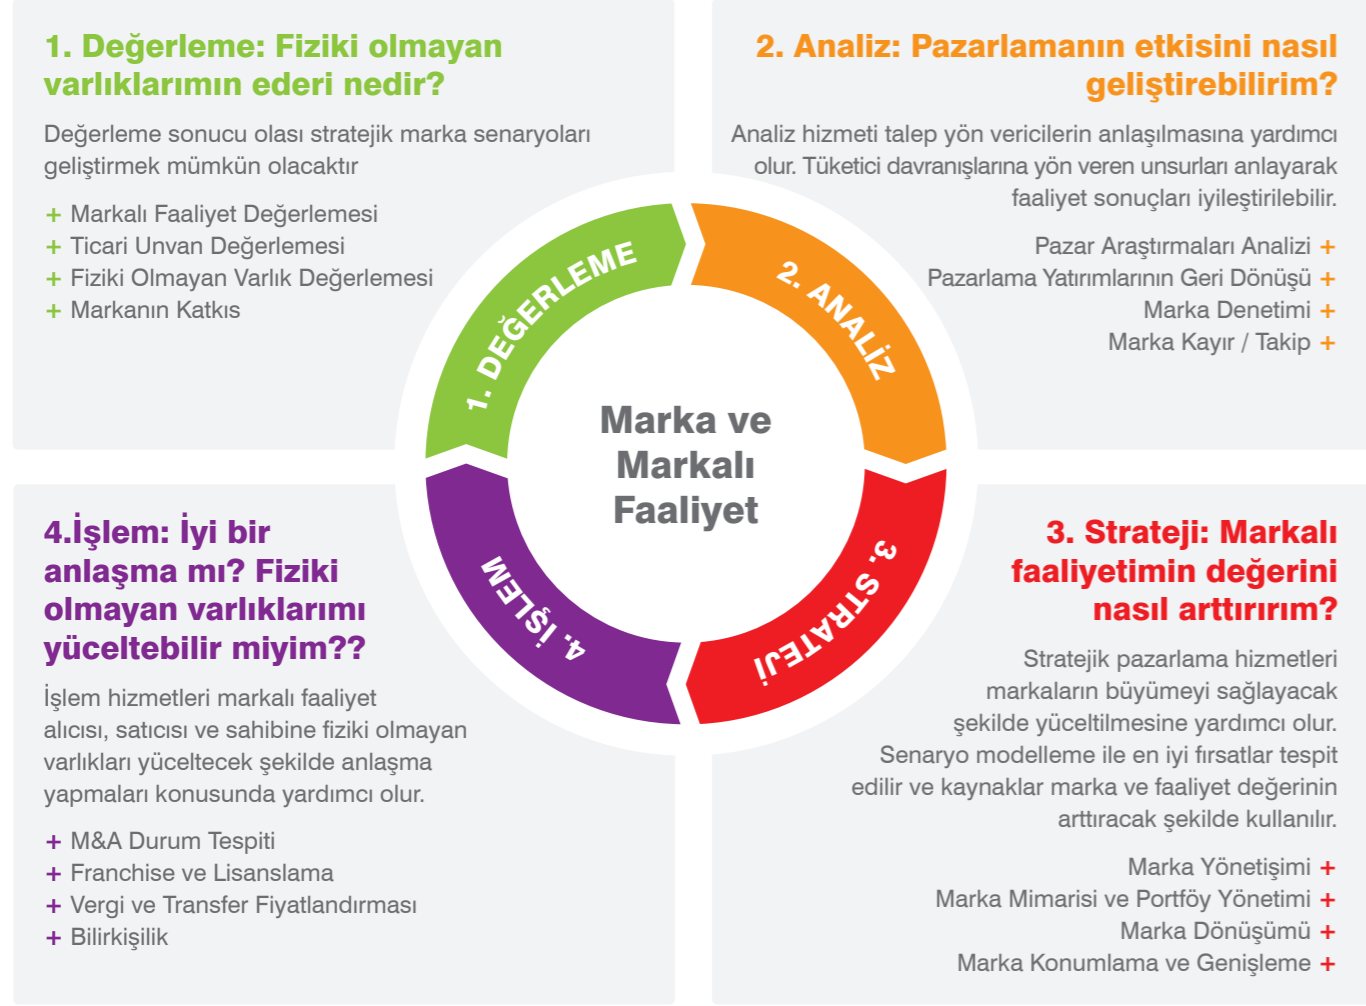 1. Değerleme: Fiziki olmayan
varlıklarımın ederi nedir?
Değerleme sonucu olası stratejik marka senaryoları
geliştirmek mümkün olacaktır
+ Markalı Faaliyet Değerlemesi
+ Ticari Unvan Değerlemesi
+ Fiziki Olmayan Varlık Değerlemesi
+ Markanın Katkıs
2. Analiz: Pazarlamanın etkisini nasıl
geliştirebilirim?
Analiz hizmeti talep yön vericilerin anlaşılmasına yardımcı
olur. Tüketici davranışlarına yön veren unsurları anlayarak
faaliyet sonuçları iyileştirilebilir.
Pazar Araştırmaları Analizi +
Pazarlama Yatırımlarının Geri Dönüşü +
Marka Denetimi +
Marka Kayır / Takip +
1. DEĞERLEME
2. ANALİZ
Marka ve
Markalı
Faaliyet
3. STRATEJİ
4. İŞLEM
3. Strateji: Markalı
faaliyetimin değerini
nasıl arttırırım?
Stratejik pazarlama hizmetleri
markaların büyümeyi sağlayacak
şekilde yüceltilmesine yardımcı olur.
Senaryo modelleme ile en iyi fırsatlar tespit
edilir ve kaynaklar marka ve faaliyet değerinin
arttıracak şekilde kullanılır.
Marka Yönetişimi +
Marka Mimarisi ve Portföy Yönetimi +
Marka Dönüşümü +
Marka Konumlama ve Genişleme +
4.İşlem: İyi bir
anlaşma mı? Fiziki
olmayan varlıklarımı
yüceltebilir miyim??
İşlem hizmetleri markalı faaliyet
alıcısı, satıcısı ve sahibine fiziki olmayan
varlıkları yüceltecek şekilde anlaşma
yapmaları konusunda yardımcı olur.
+ M&A Durum Tespiti
+ Franchise ve Lisanslama
+ Vergi ve Transfer Fiyatlandırması
+ Bilirkişilik